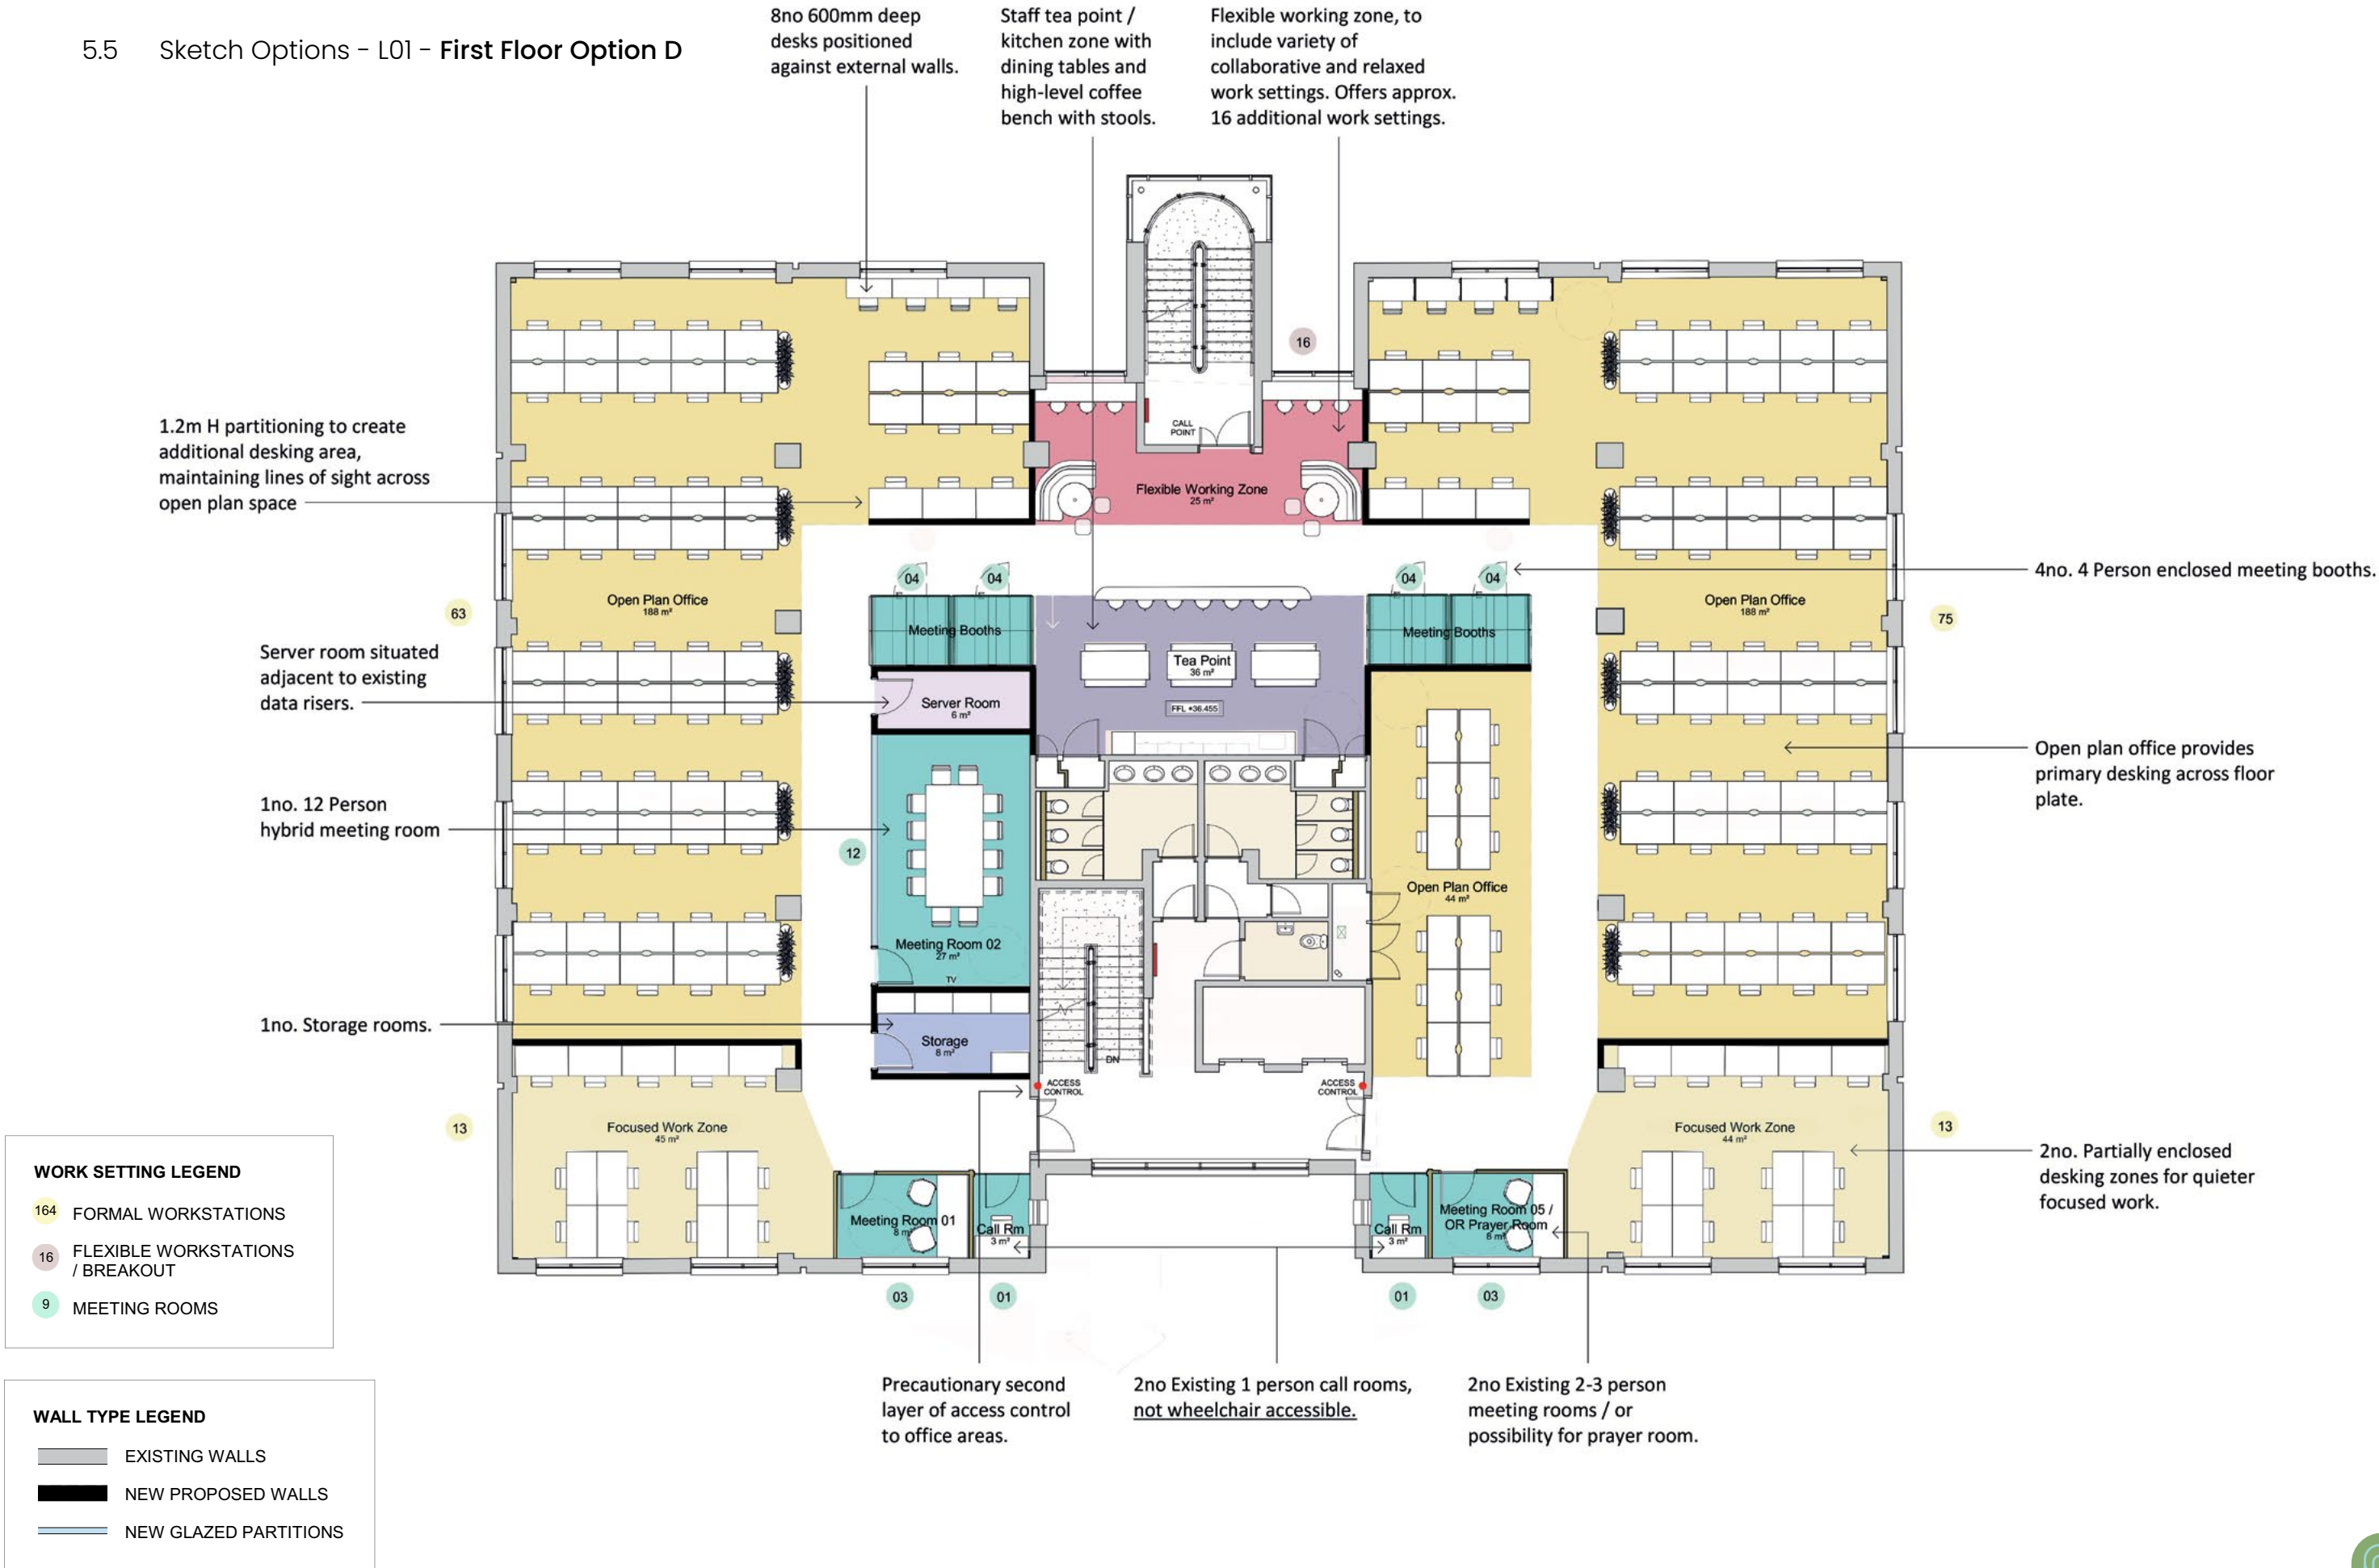 5.5 Sketch Options - L01 - First Floor Option D
8no 600mm deep
desks positioned
against external walls.
Staff tea point /
kitchen zone with
dining tables and
high-level coffee
bench with stools.
Flexible working zone, to
include variety of
collaborative and relaxed
work settings. Offers approx.
16 additional work settings.
16
CALL
POINT
1.2m H partitioning to create
additional desking area,
maintaining lines of sight across
open plan space
Flexible Working Zone
25 m²
04
04
04
04
4no. 4 Person enclosed meeting booths.
63
Open Plan Office
188 m²
Meeting Booths
Meeting Booths
Open Plan Office
188 m²
75
Server room situated
adjacent to existing
data risers.
Server Room
6 m²
Tea Point
36 m²
FFL +36.455
Open plan office provides
primary desking across floor
plate.
1no. 12 Person
hybrid meeting room
12
Meeting Room 02
27 m²
TV
Open Plan Office
44 m²
1no. Storage rooms.
Storage
8 m²
DN
ACCESS
CONTROL
ACCESS
CONTROL
13
Focused Work Zone
45 m²
Focused Work Zone
44 m²
13
2no. Partially enclosed
desking zones for quieter
focused work.
Meeting Room 01
8 m²
Call Rm
3 m²
Call Rm
3 m²
Meeting Room 05 /
OR Prayer Room
8 m²
03
01
01
03
Precautionary second
layer of access control
to office areas.
2no Existing 1 person call rooms,
not wheelchair accessible.
2no Existing 2-3 person
meeting rooms / or
possibility for prayer room.
WORK SETTING LEGEND
164 FORMAL WORKSTATIONS
16 FLEXIBLE WORKSTATIONS
/ BREAKOUT
9 MEETING ROOMS
WALL TYPE LEGEND
EXISTING WALLS
NEW PROPOSED WALLS
NEW GLAZED PARTITIONS